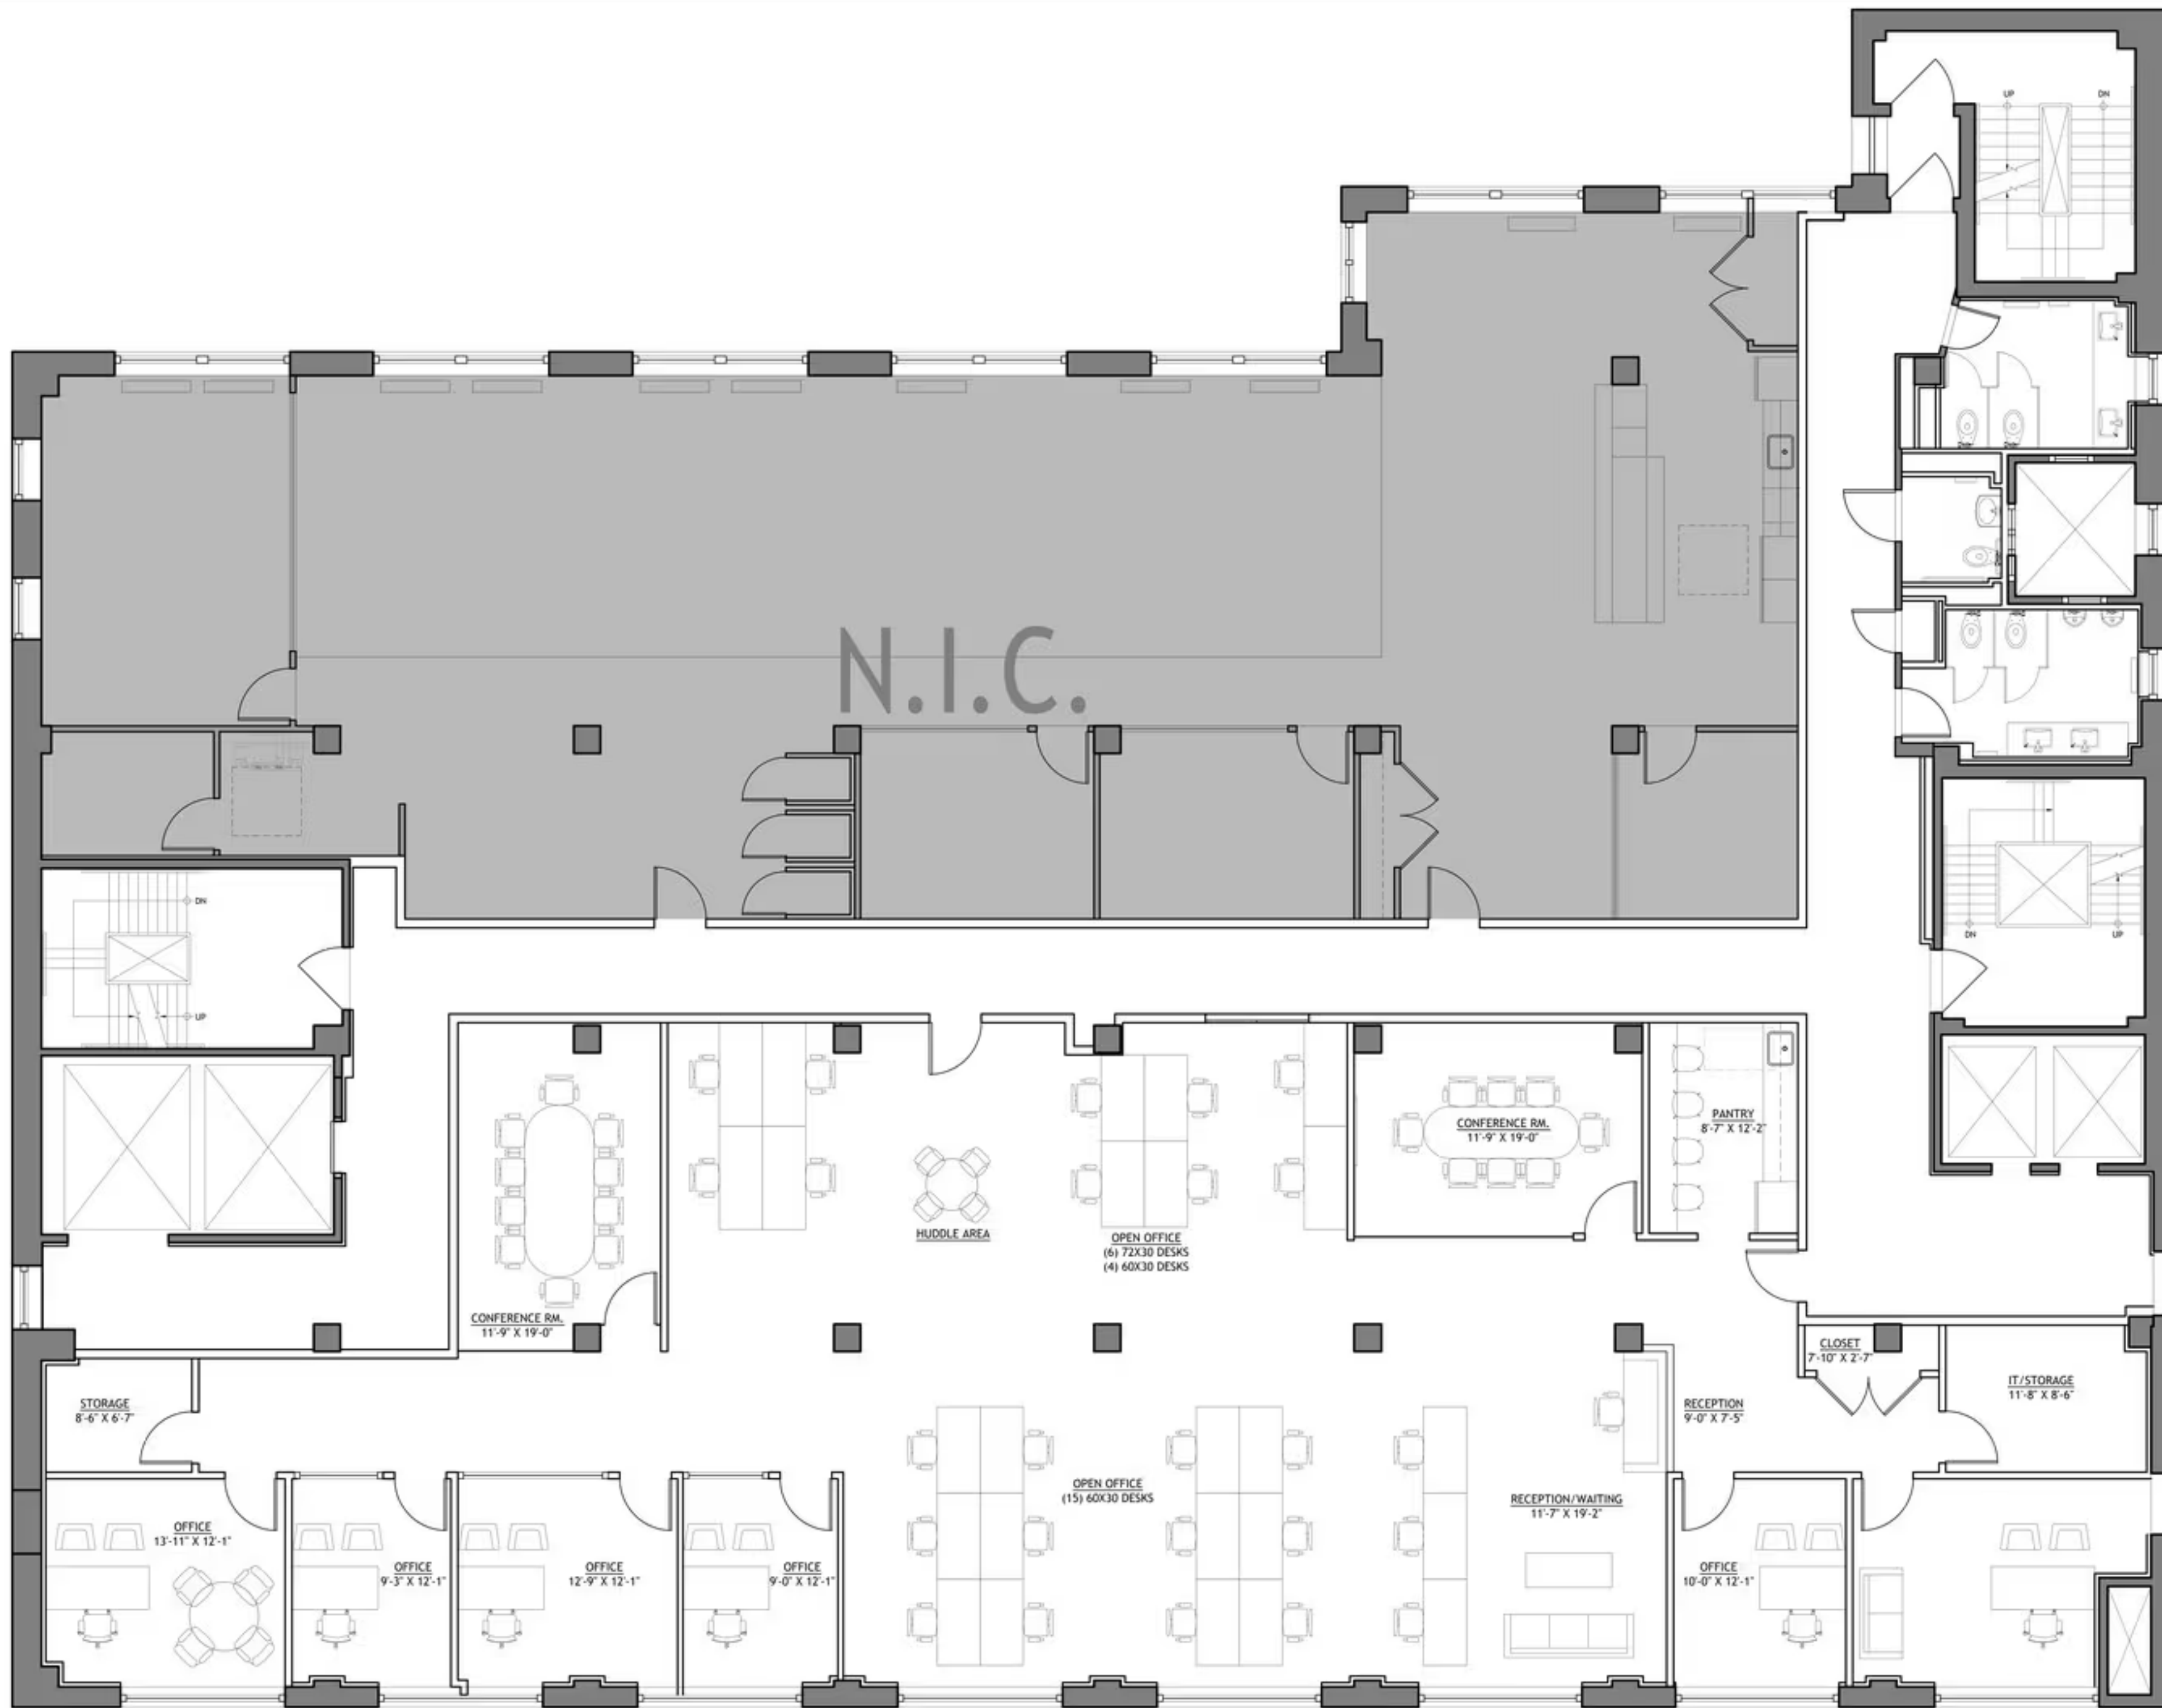 UP
DN
N.I.C.
DN
UP
DN
UP
CONFERENCE RM.
11'-9" X 19'-0"
PANTRY
8'-7" X 12'-2"
HUDDLE AREA
OPEN OFFICE
(6) 72X30 DESKS
(4) 60X30 DESKS
CONFERENCE RM.
11'-9" X 19'-0"
CLOSET
7'-10" X 2'-7"
IT/STORAGE
11'-8" X 8'-6"
STORAGE
8'-6" X 6'-7"
RECEPTION
9'-0" X 7'-5"
OPEN OFFICE
(15) 60X30 DESKS
RECEPTION/WAITING
11'-7" X 19'-2"
OFFICE
13'-11" X 12'-1"
OFFICE
9'-3" X 12'-1"
OFFICE
12'-9" X 12'-1"
OFFICE
9'-0" X 12'-1"
OFFICE
10'-0" X 12'-1"